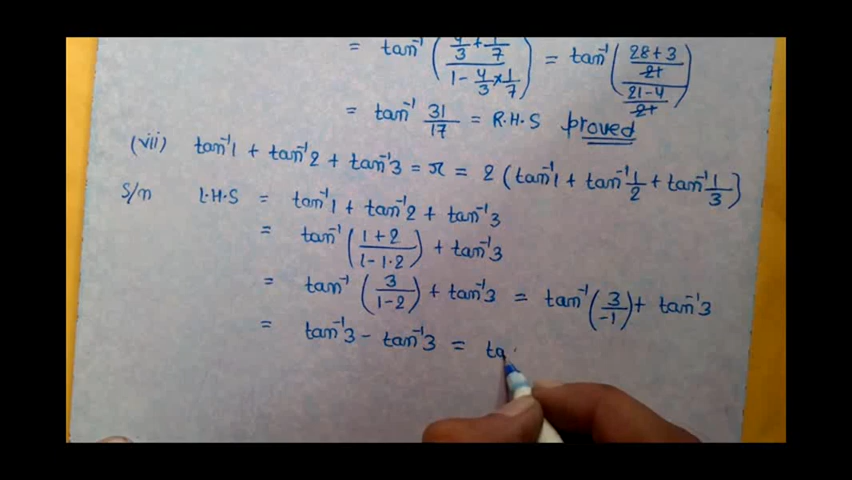 = tan⁻¹ ( (4/3 + 1/7) / (1 - 4/3 × 1/7) ) = tan⁻¹ ( ((28+3)/21) / ((21-4)/21) )
= tan⁻¹ 31/17 = R.H.S proved
(vii) tan⁻¹1 + tan⁻¹2 + tan⁻¹3 = π = 2 (tan⁻¹1 + tan⁻¹ 1/2 + tan⁻¹ 1/3)
S/n L.H.S = tan⁻¹1 + tan⁻¹2 + tan⁻¹3
= tan⁻¹ ( (1+2) / (1-1·2) ) + tan⁻¹3
= tan⁻¹ ( 3 / (1-2) ) + tan⁻¹3 = tan⁻¹ ( 3/-1 ) + tan⁻¹3
= tan⁻¹3 - tan⁻¹3 = ta